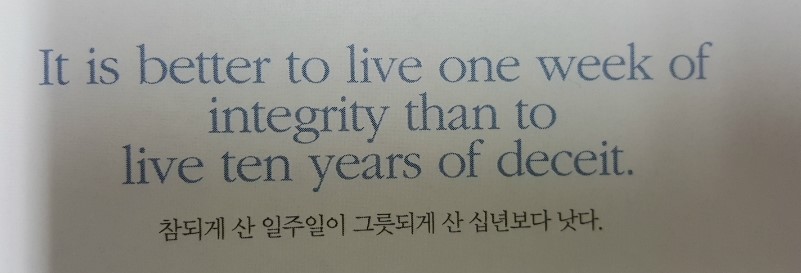 It is better to live one week of
integrity than to
live ten years of deceit.
참되게 산 일주일이 그릇되게 산 십년보다 낫다.